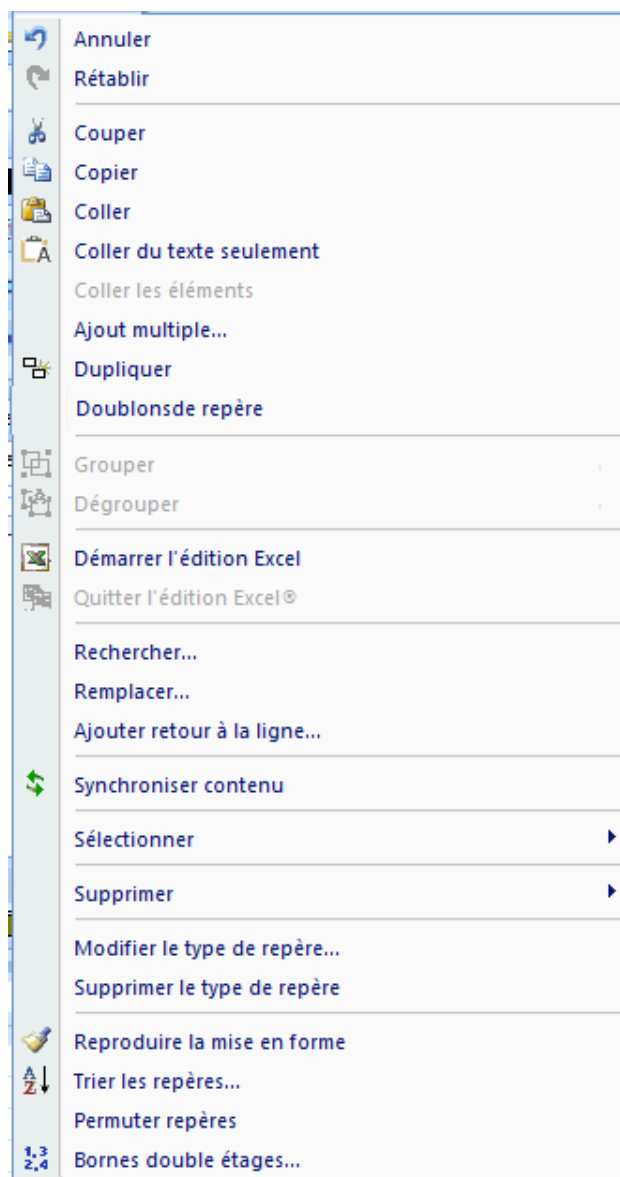 Annuler
Rétablir
Couper
Copier
Coller
Coller du texte seulement
Coller les éléments
Ajout multiple...
Dupliquer
Doublonsde repère
Grouper
Dégrouper
Démarrer l'édition Excel
Quitter l'édition Excel®
Rechercher...
Remplacer...
Ajouter retour à la ligne...
Synchroniser contenu
Sélectionner
Supprimer
Modifier le type de repère...
Supprimer le type de repère
Reproduire la mise en forme
Trier les repères...
Permuter repères
Bornes double étages...